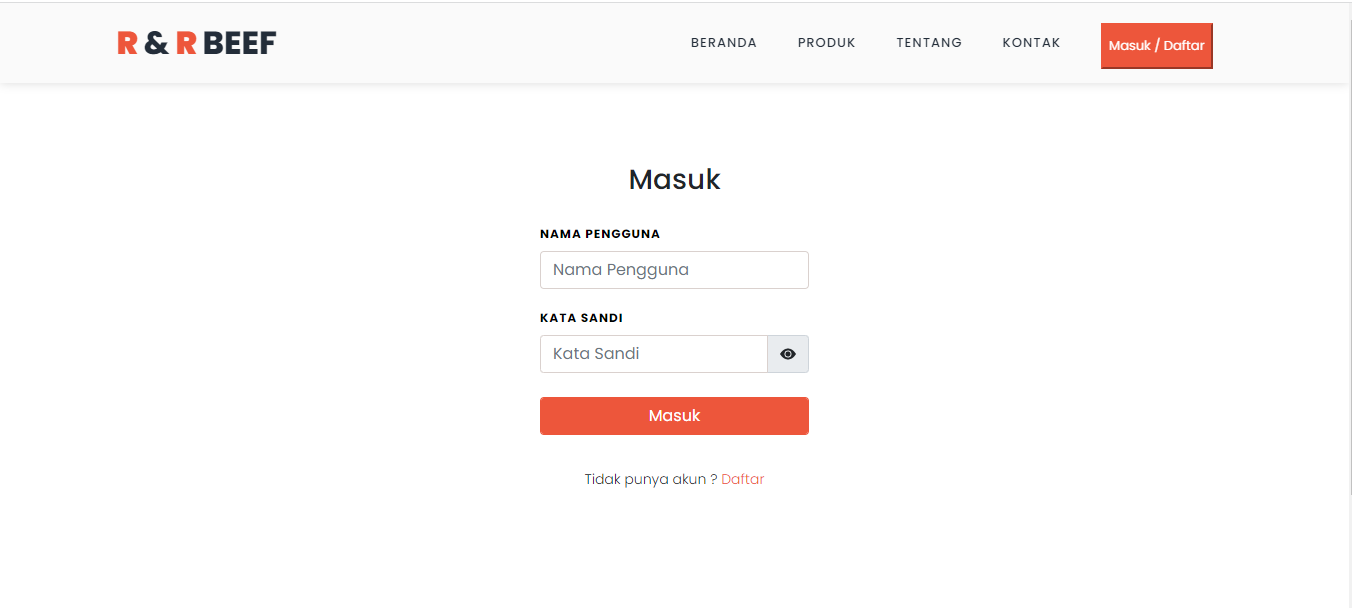 R & R BEEF
BERANDA PRODUK TENTANG KONTAK Masuk / Daftar
Masuk
NAMA PENGGUNA
Nama Pengguna
KATA SANDI
Kata Sandi
Masuk
Tidak punya akun ? Daftar